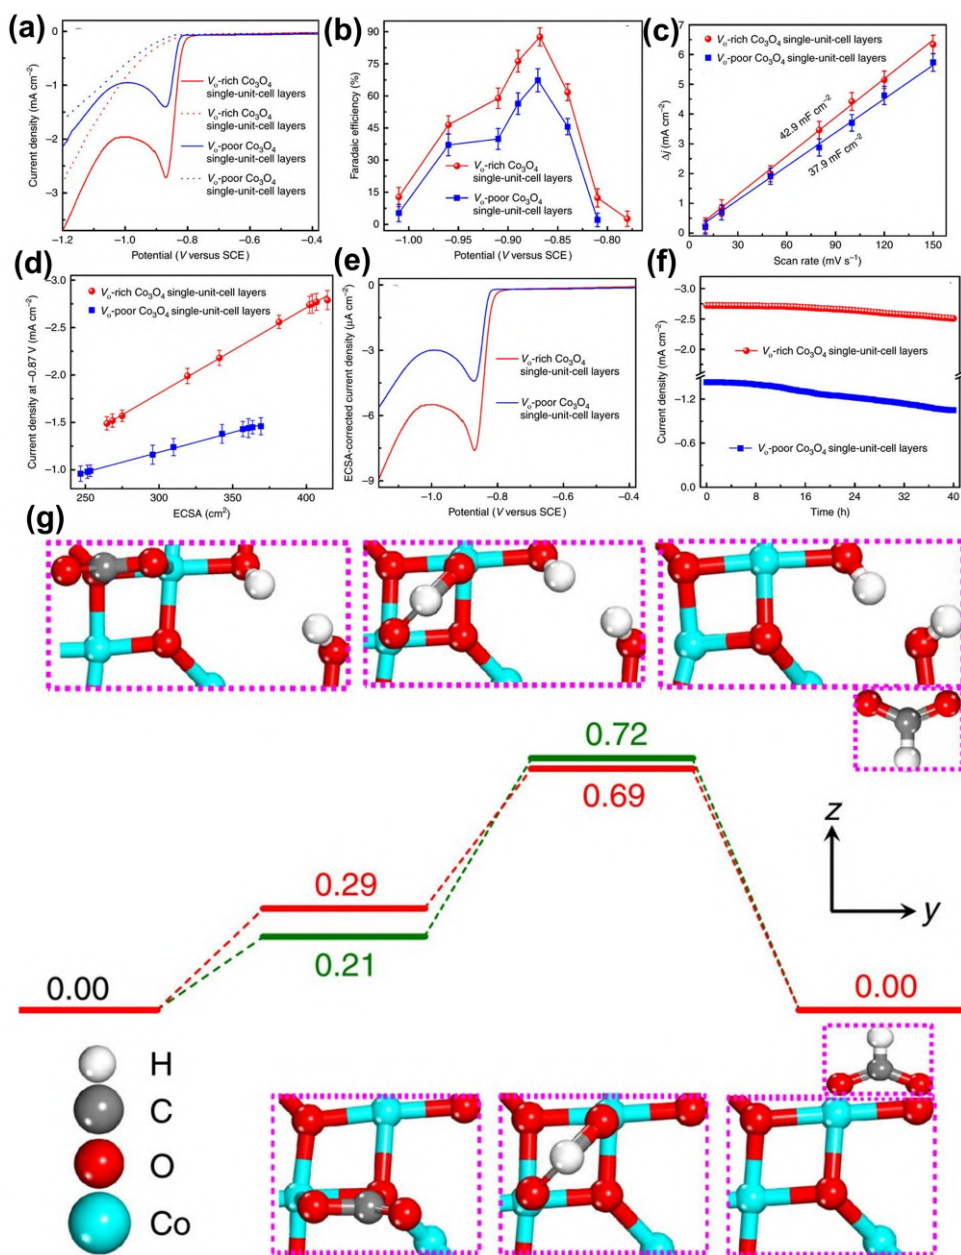 (a)
Current density (mA cm⁻²)
0
−1
−2
−3
−1.2
−1.0
−0.8
−0.6
−0.4
Potential (V versus SCE)
Vo-rich Co3O4
single-unit-cell layers
Vo-rich Co3O4
single-unit-cell layers
Vo-poor Co3O4
single-unit-cell layers
Vo-poor Co3O4
single-unit-cell layers
(b)
Faradaic efficiency (%)
90
75
60
45
30
15
0
−1.00
−0.95
−0.90
−0.85
−0.80
Potential (V versus SCE)
Vo-rich Co3O4
single-unit-cell layers
Vo-poor Co3O4
single-unit-cell layers
(c)
Δj (mA cm⁻²)
7
6
5
4
3
2
1
0
0
30
60
90
120
150
Scan rate (mV s⁻¹)
Vo-rich Co3O4 single-unit-cell layers
Vo-poor Co3O4 single-unit-cell layers
42.9 mF cm⁻²
37.9 mF cm⁻²
(d)
Current density at −0.87 V (mA cm⁻²)
−3.0
−2.5
−2.0
−1.5
−1.0
250
300
350
400
ECSA (cm²)
Vo-rich Co3O4 single-unit-cell layers
Vo-poor Co3O4 single-unit-cell layers
(e)
ECSA-corrected current density (μA cm⁻²)
0
−3
−6
−9
−1.0
−0.8
−0.6
−0.4
Potential (V versus SCE)
Vo-rich Co3O4
single-unit-cell layers
Vo-poor Co3O4
single-unit-cell layers
(f)
Current density (mA cm⁻²)
−3.0
−2.5
−2.0
−1.2
−0.6
0.0
0
8
16
24
32
40
Time (h)
Vo-rich Co3O4 single-unit-cell layers
Vo-poor Co3O4 single-unit-cell layers
(g)
0.72
0.69
0.29
0.21
0.00
0.00
z
y
H
C
O
Co